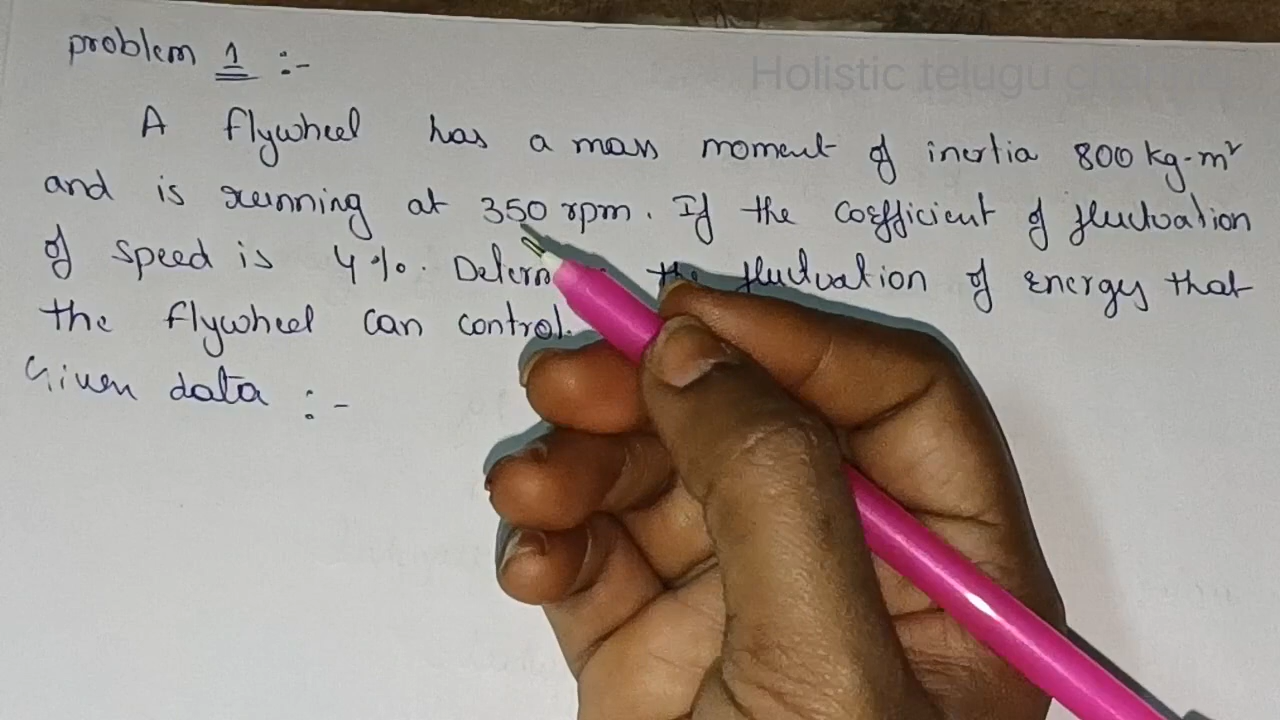 Holistic telugu channel
problem 1 :-
A flywheel has a mass moment of inertia 800 kg-m²
and is running at 350 rpm. If the coefficient of fluctuation
of speed is 4%. the fluctuation of Energy that
the flywheel can control.
Given data :-